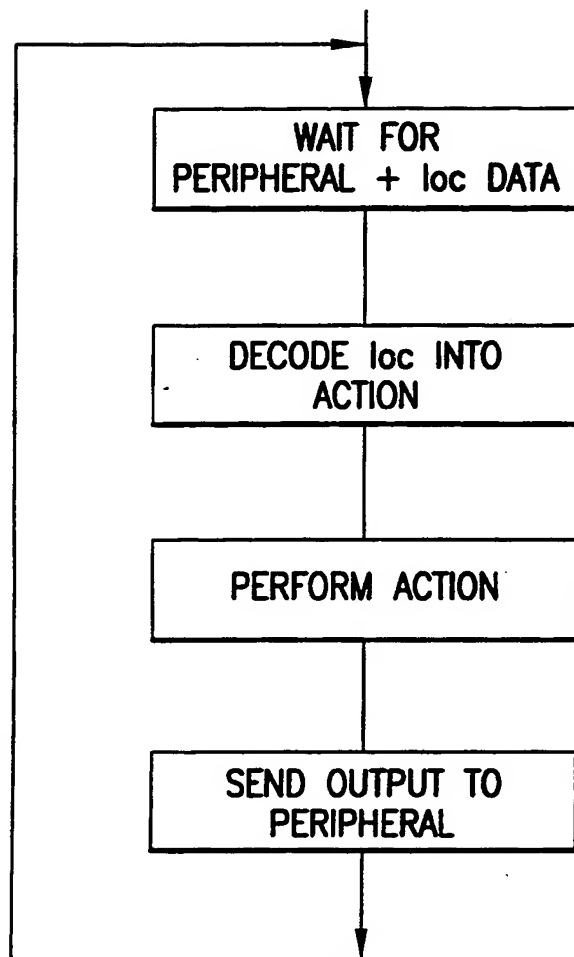 WAIT FOR
PERIPHERAL + loc DATA
DECODE loc INTO
ACTION
PERFORM ACTION
SEND OUTPUT TO
PERIPHERAL